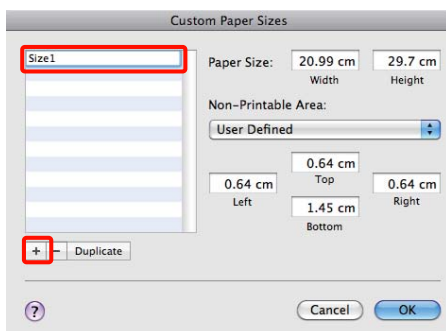 Custom Paper Sizes
Size1
Paper Size: 20.99 cm 29.7 cm
Width Height
Non-Printable Area:
User Defined
0.64 cm
Top
0.64 cm 0.64 cm
Left Right
1.45 cm
Bottom
+ − Duplicate
? Cancel OK